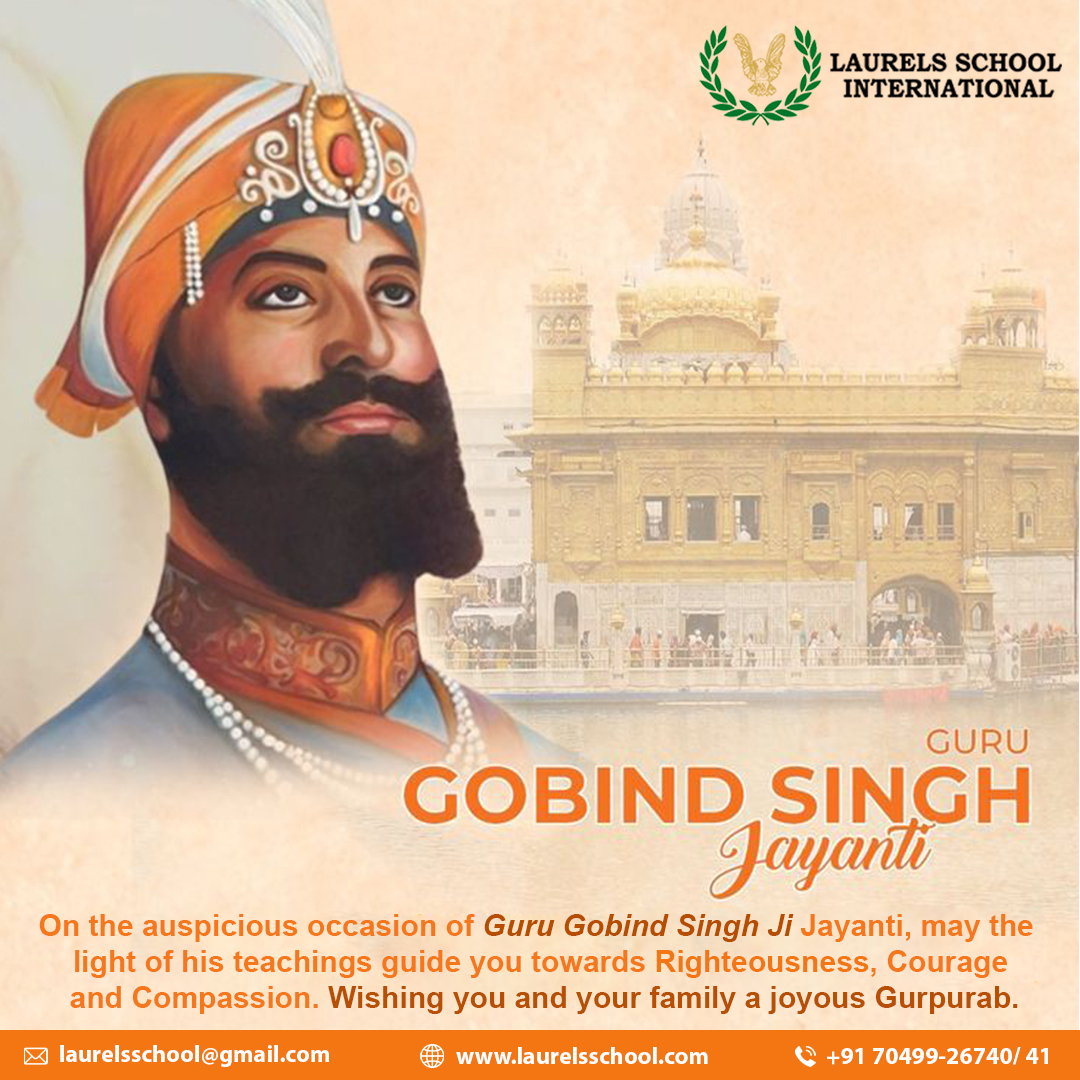 LAURELS SCHOOL
INTERNATIONAL
GURU
GOBIND SINGH
Jayanti
On the auspicious occasion of Guru Gobind Singh Ji Jayanti, may the
light of his teachings guide you towards Righteousness, Courage
and Compassion. Wishing you and your family a joyous Gurpurab.
laurelsschool@gmail.com
www.laurelsschool.com
+91 70499-26740/ 41